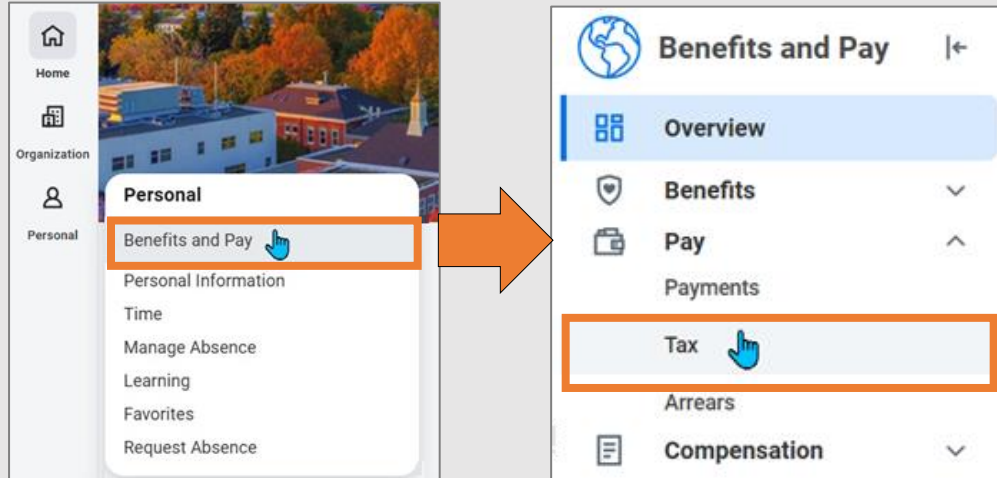 Home
Organization
Personal
Personal
Benefits and Pay
Personal Information
Time
Manage Absence
Learning
Favorites
Request Absence
Benefits and Pay
Overview
Benefits
Pay
Payments
Tax
Arrears
Compensation